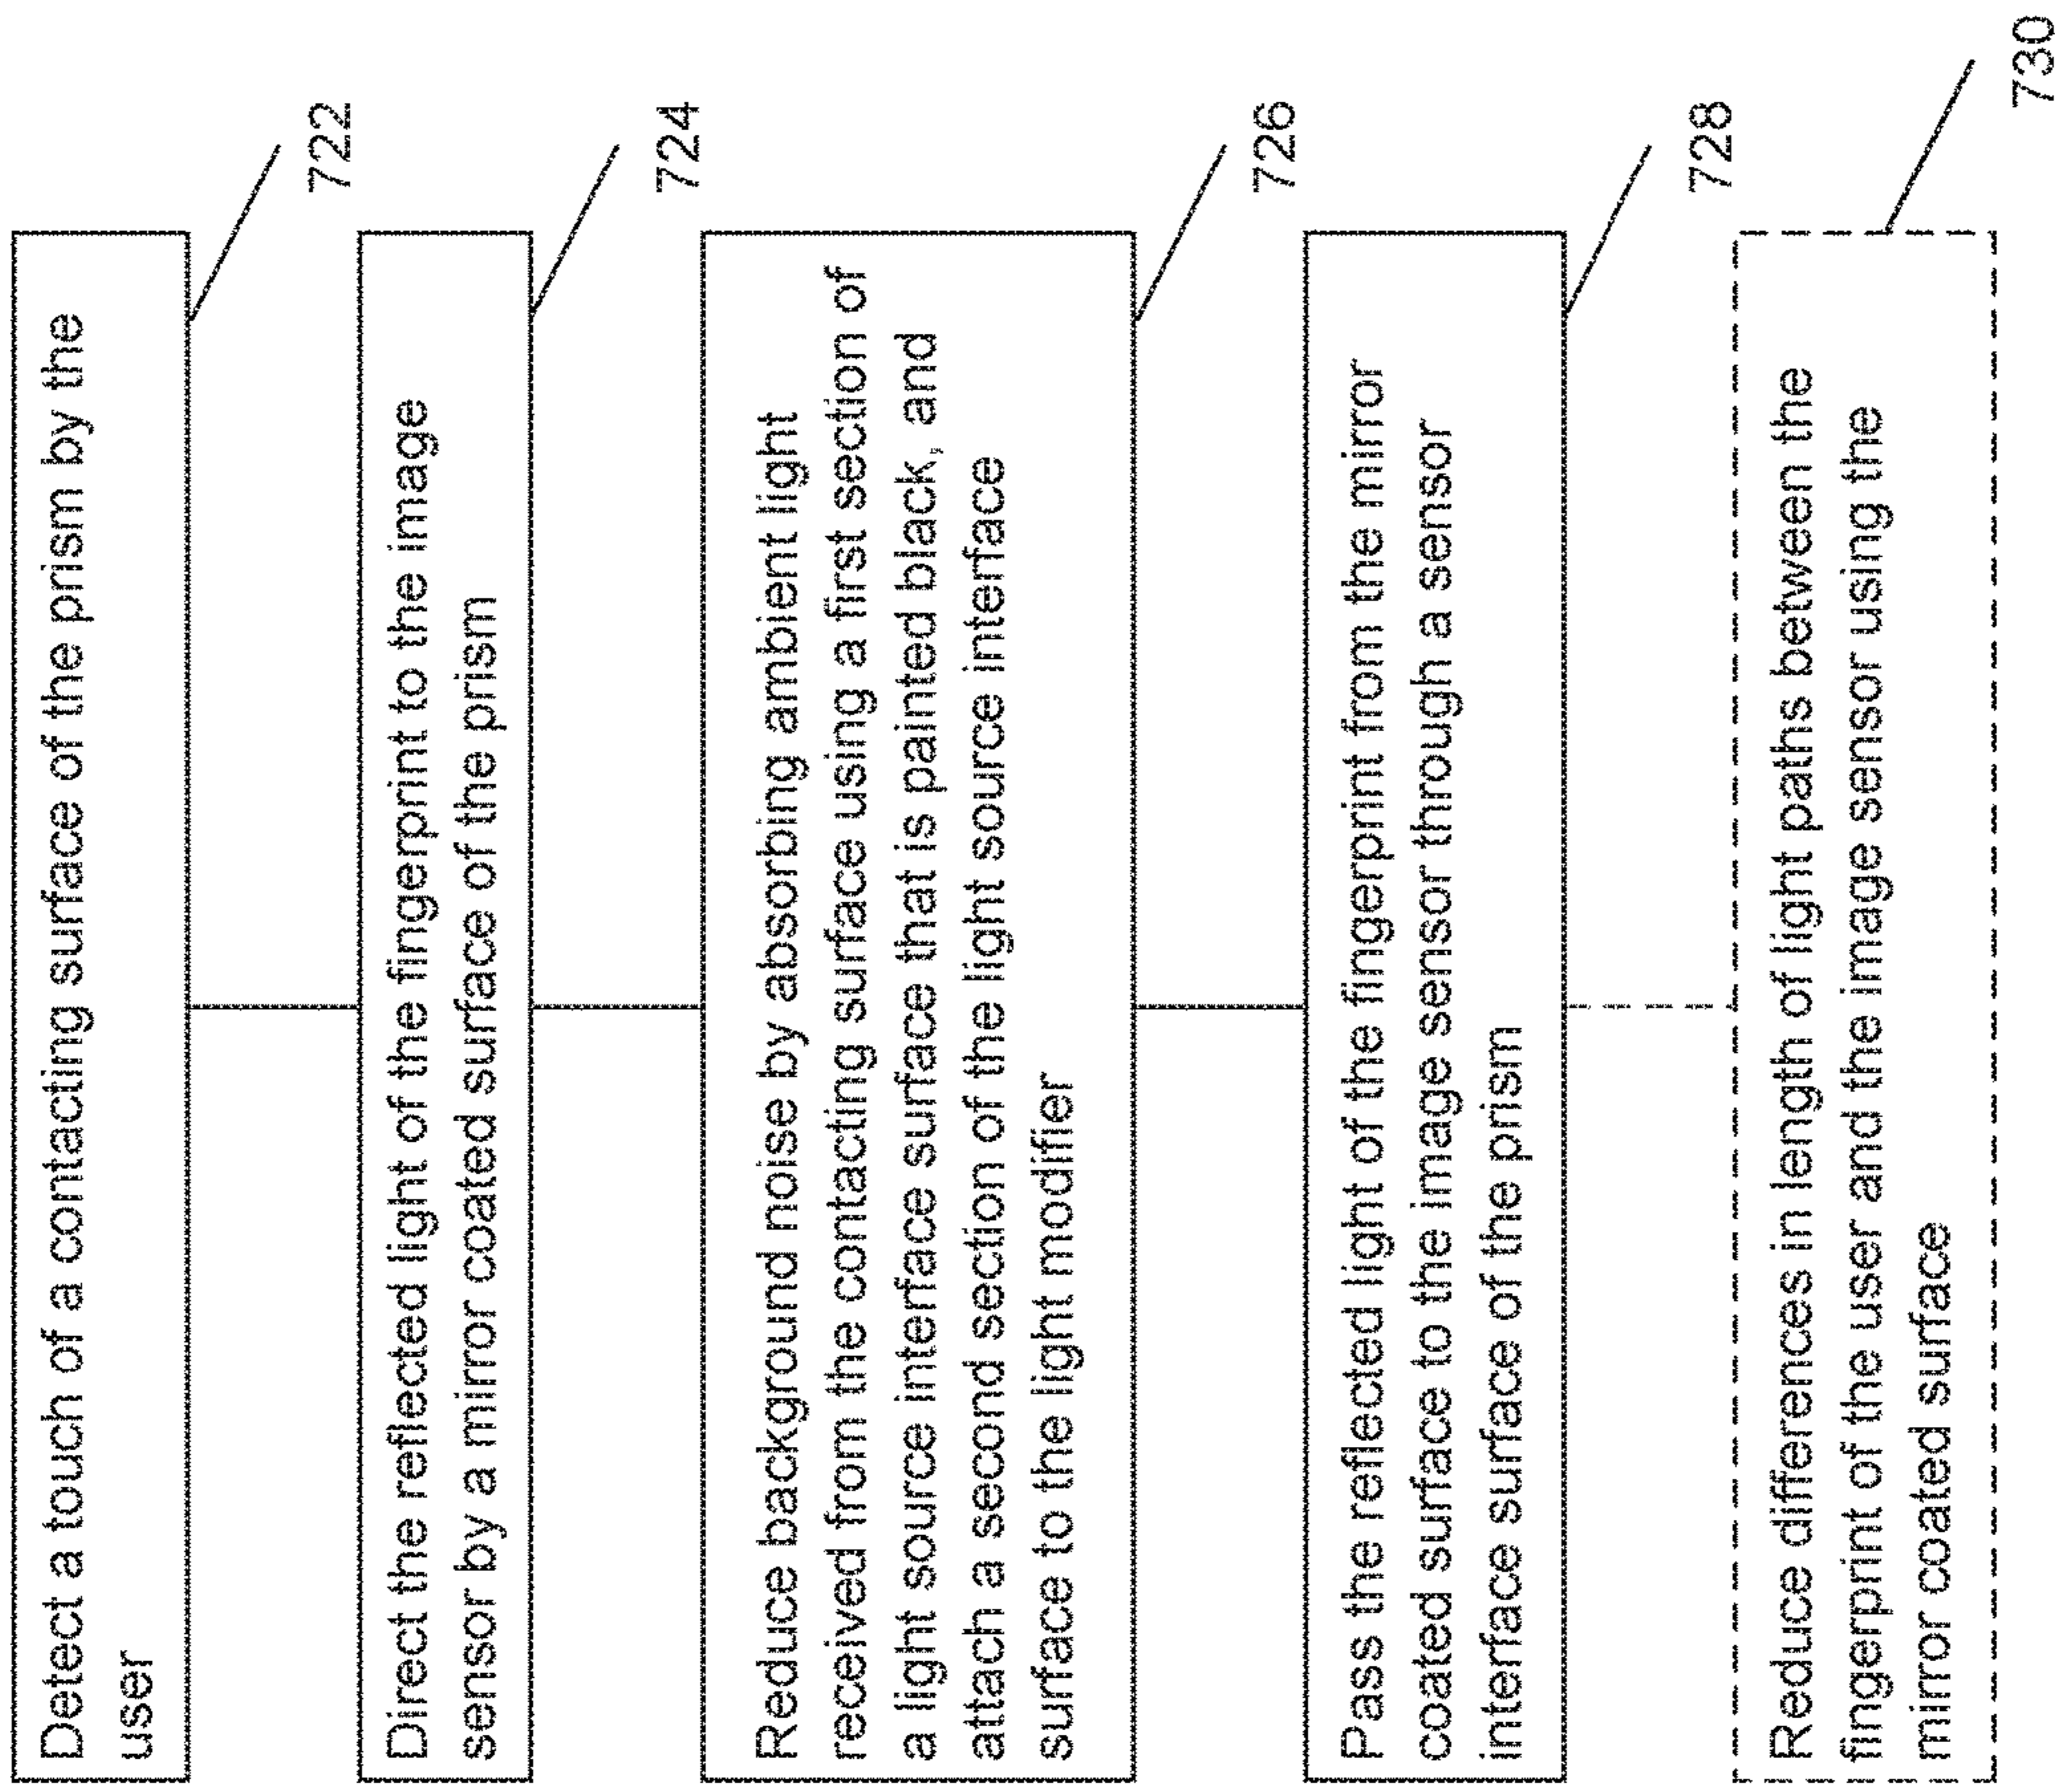 Detect a touch of a contacting surface of the prism by the
user
722
Direct the reflected light of the fingerprint to the image
sensor by a mirror coated surface of the prism
724
Reduce background noise by absorbing ambient light
received from the contacting surface using a first section of
a light source interface surface that is painted black, and
attach a second section of the light source interface
surface to the light modifier
726
Pass the reflected light of the fingerprint from the mirror
coated surface to the image sensor through a sensor
interface surface of the prism
728
Reduce differences in length of light paths between the
fingerprint of the user and the image sensor using the
mirror coated surface
730